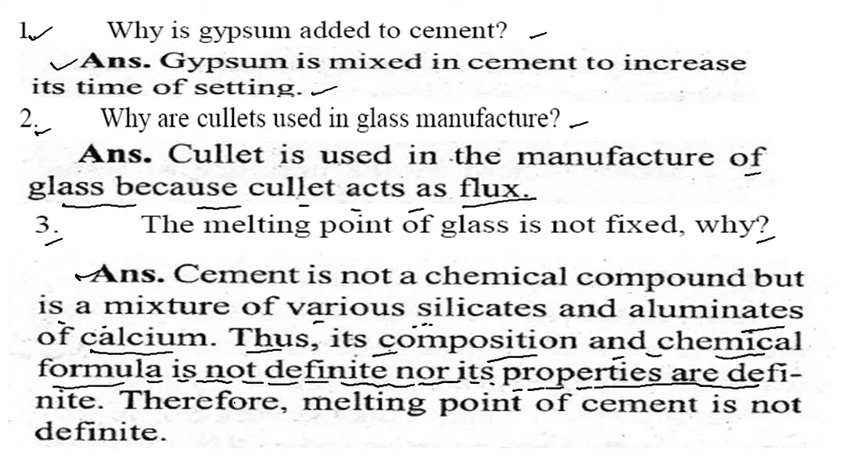 1. Why is gypsum added to cement?
Ans. Gypsum is mixed in cement to increase
its time of setting.
2. Why are cullets used in glass manufacture?
Ans. Cullet is used in the manufacture of
glass because cullet acts as flux.
3. The melting point of glass is not fixed, why?
Ans. Cement is not a chemical compound but
is a mixture of various silicates and aluminates
of calcium. Thus, its composition and chemical
formula is not definite nor its properties are defi-
nite. Therefore, melting point of cement is not
definite.